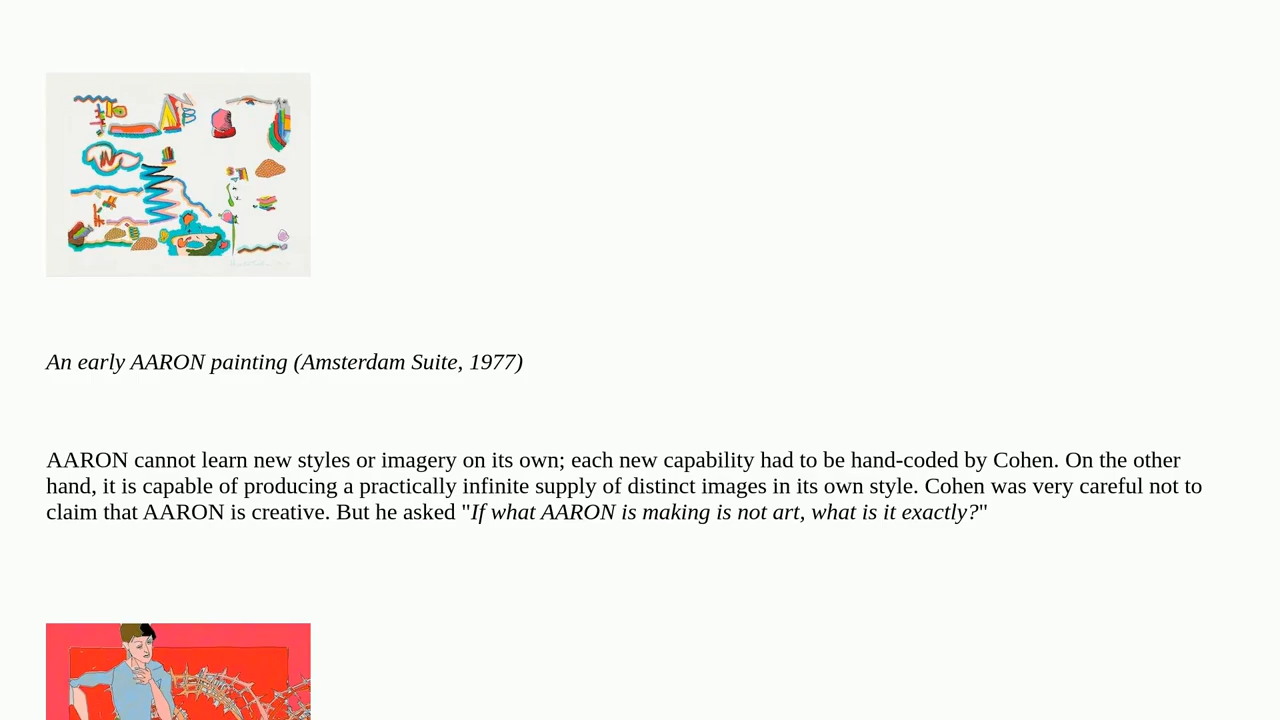 An early AARON painting (Amsterdam Suite, 1977)
AARON cannot learn new styles or imagery on its own; each new capability had to be hand-coded by Cohen. On the other
hand, it is capable of producing a practically infinite supply of distinct images in its own style. Cohen was very careful not to
claim that AARON is creative. But he asked "If what AARON is making is not art, what is it exactly?"